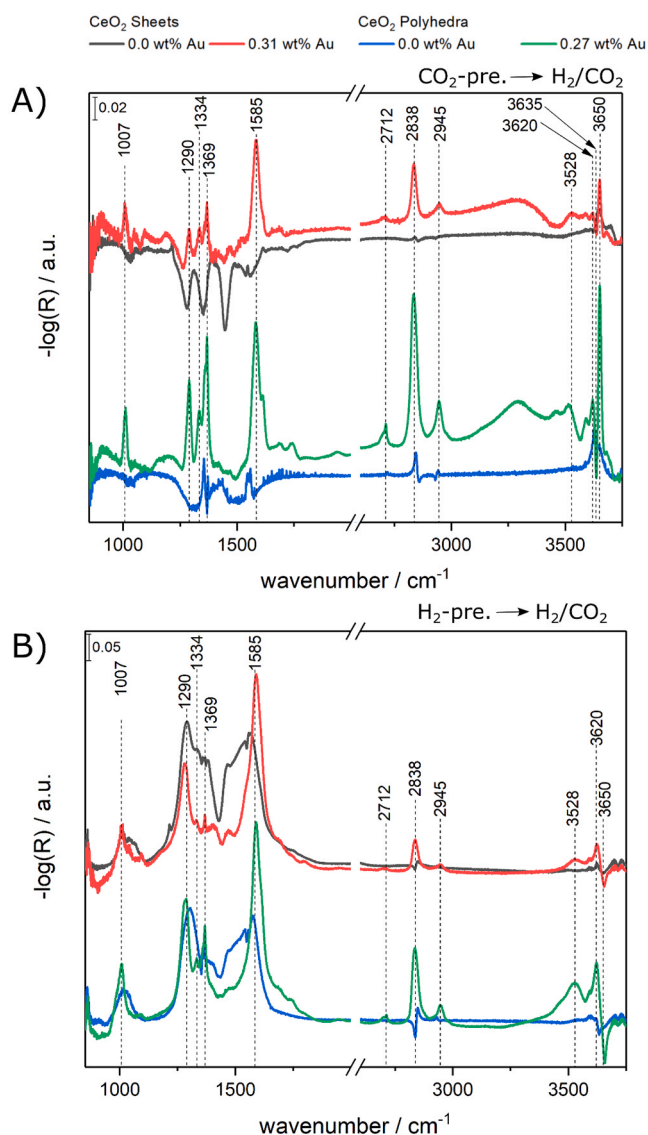 CeO2 Sheets CeO2 Polyhedra
0.0 wt% Au 0.31 wt% Au 0.0 wt% Au 0.27 wt% Au
A)
CO2-pre. → H2/CO2
0.02
1007
1290
1334
1369
1585
2712
2838
2945
3528
3620
3635
3650
-log(R) / a.u.
1000 1500 3000 3500
wavenumber / cm-1
B)
H2-pre. → H2/CO2
0.05
1007
1290
1334
1369
1585
2712
2838
2945
3528
3620
3650
-log(R) / a.u.
1000 1500 3000 3500
wavenumber / cm-1